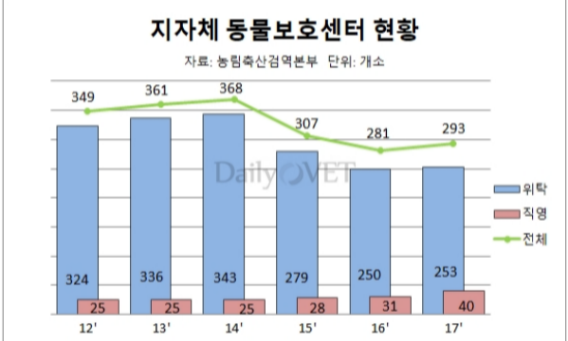 지자체 동물보호센터 현황
자료: 농림축산검역본부 단위: 개소
349 361 368 307 281 293
DailyVET
위탁
직영
전체
324 336 343 279 250 253
25 25 25 28 31 40
12' 13' 14' 15' 16' 17'